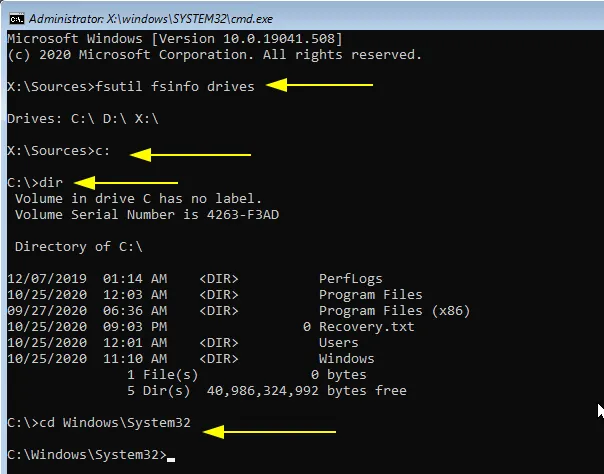 Administrator: X:\windows\SYSTEM32\cmd.exe
Microsoft Windows [Version 10.0.19041.508]
(c) 2020 Microsoft Corporation. All rights reserved.
X:\Sources>fsutil fsinfo drives
Drives: C:\ D:\ X:\
X:\Sources>c:
C:\>dir
 Volume in drive C has no label.
 Volume Serial Number is 4263-F3AD
 Directory of C:\
12/07/2019  01:14 AM    <DIR>          PerfLogs
10/25/2020  12:03 AM    <DIR>          Program Files
09/27/2020  06:36 AM    <DIR>          Program Files (x86)
10/25/2020  09:03 PM                 0 Recovery.txt
10/25/2020  12:01 AM    <DIR>          Users
10/25/2020  11:10 AM    <DIR>          Windows
               1 File(s)              0 bytes
               5 Dir(s)  40,986,324,992 bytes free
C:\>cd Windows\System32
C:\Windows\System32>